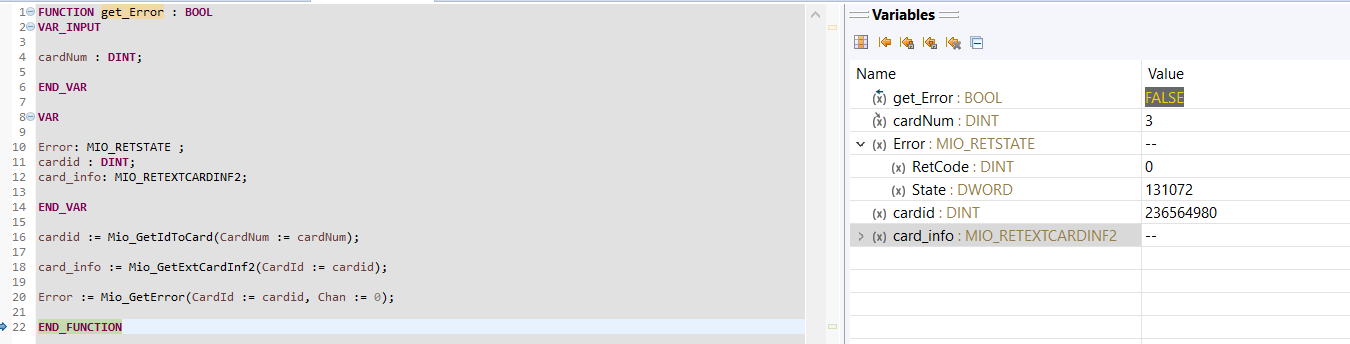 1 FUNCTION get_Error : BOOL
2 VAR_INPUT
3
4 cardNum : DINT;
5
6 END_VAR
7
8 VAR
9
10 Error: MIO_RETSTATE ;
11 cardid : DINT;
12 card_info: MIO_RETEXTCARDINF2;
13
14 END_VAR
15
16 cardid := Mio_GetIdToCard(CardNum := cardNum);
17
18 card_info := Mio_GetExtCardInf2(CardId := cardid);
19
20 Error := Mio_GetError(CardId := cardid, Chan := 0);
21
22 END_FUNCTION
Variables
Name Value
(x) get_Error : BOOL FALSE
(x) cardNum : DINT 3
(x) Error : MIO_RETSTATE --
(x) RetCode : DINT 0
(x) State : DWORD 131072
(x) cardid : DINT 236564980
(x) card_info : MIO_RETEXTCARDINF2 --